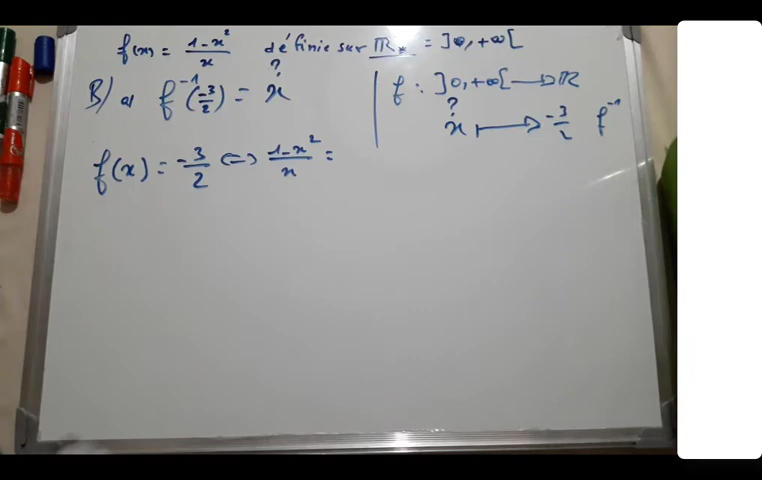 f(x) = 1-x²/x définie sur ℝ* = ]0,+∞[
B) a) f⁻¹(-3/2) = x ?
f : ]0,+∞[ → ℝ
?
x ↦ -3/2 f⁻¹
f(x) = -3/2 ⇔ 1-x²/x =